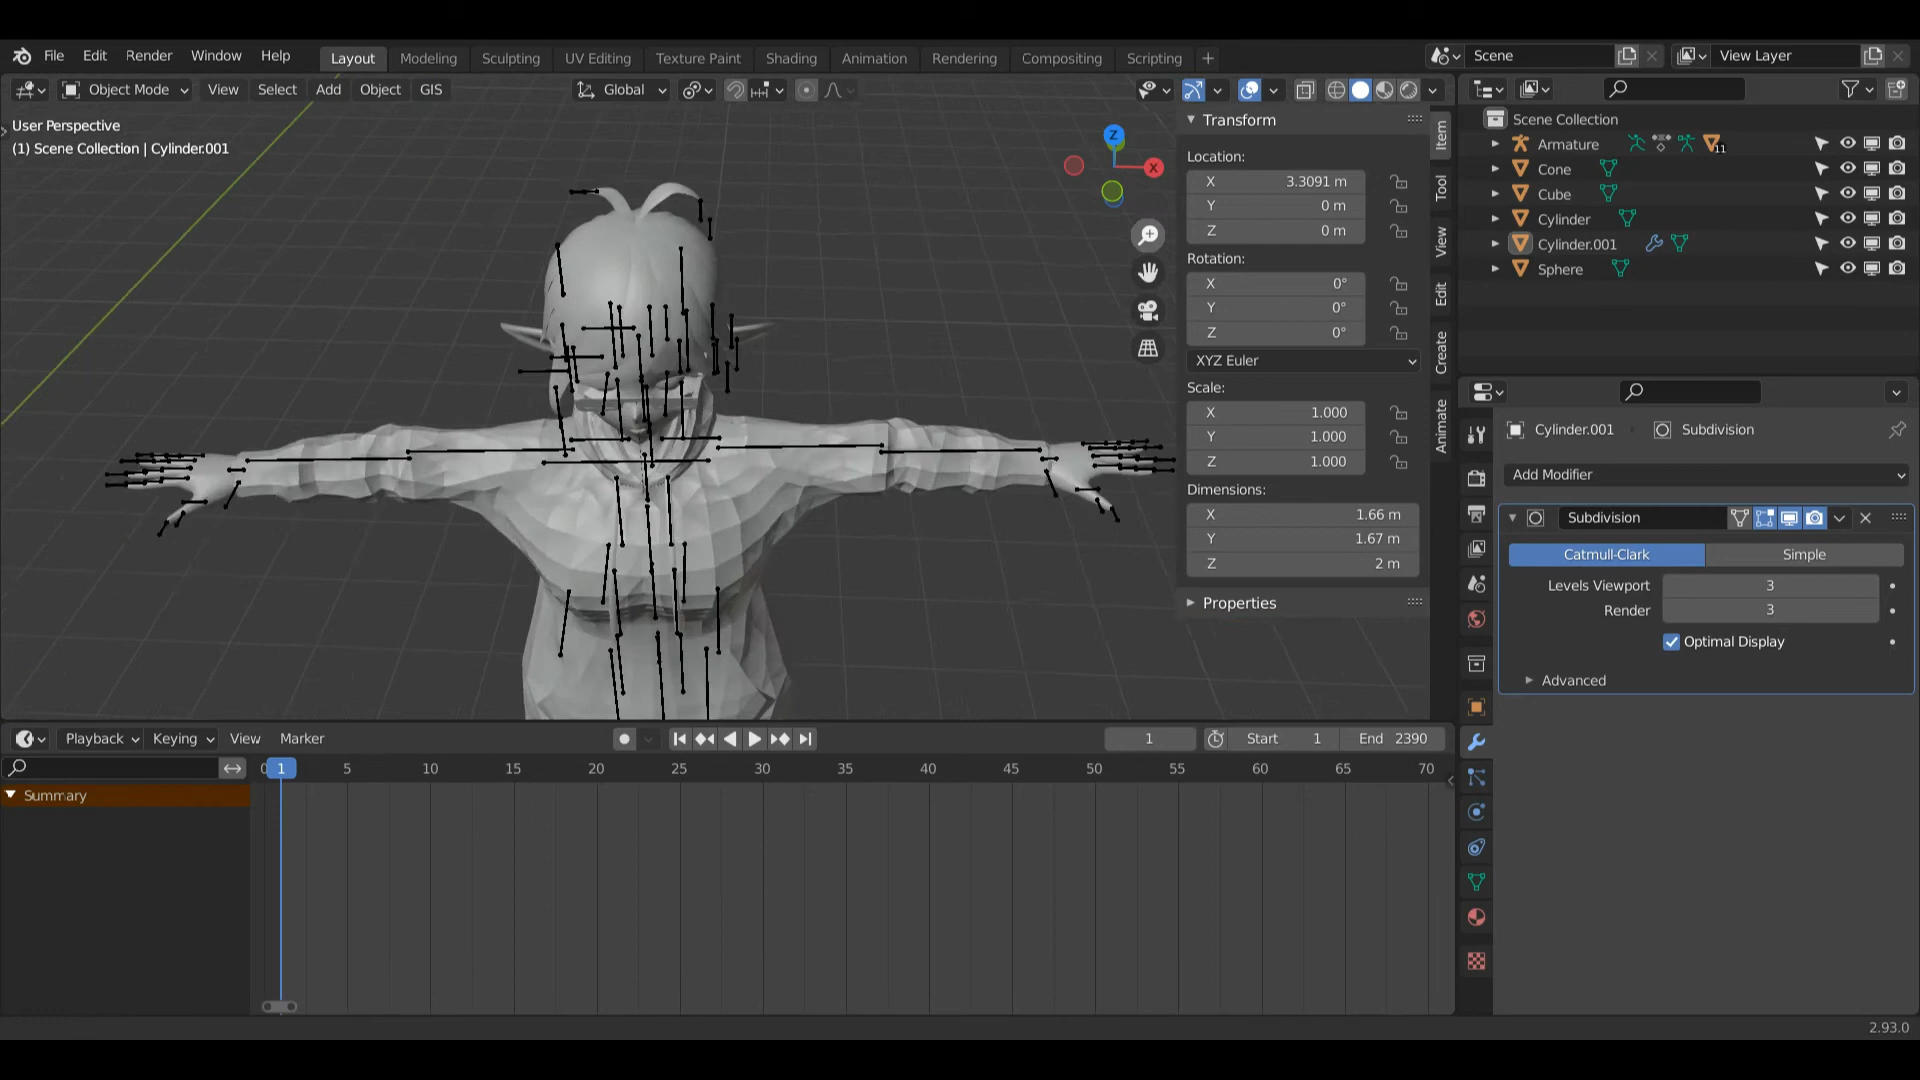 File Edit Render Window Help Layout Modeling Sculpting UV Editing Texture Paint Shading Animation Rendering Compositing Scripting + Scene View Layer
Object Mode View Select Add Object GIS Global
User Perspective
(1) Scene Collection | Cylinder.001
Z
X
Transform
Location:
X 3.3091 m
Y 0 m
Z 0 m
Rotation:
X 0°
Y 0°
Z 0°
XYZ Euler
Scale:
X 1.000
Y 1.000
Z 1.000
Dimensions:
X 1.66 m
Y 1.67 m
Z 2 m
Properties
Item
Tool
View
Edit
Create
Animate
Scene Collection
Armature 11
Cone
Cube
Cylinder
Cylinder.001
Sphere
Cylinder.001 Subdivision
Add Modifier
Subdivision
Catmull-Clark Simple
Levels Viewport 3
Render 3
Optimal Display
Advanced
Playback Keying View Marker 1 Start 1 End 2390
0 1 5 10 15 20 25 30 35 40 45 50 55 60 65 70
Summary
2.93.0